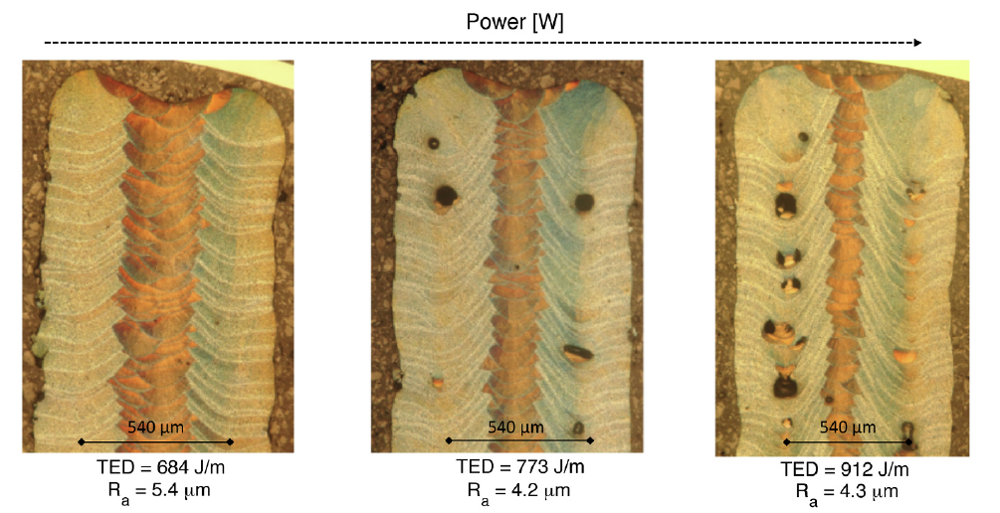 Power [W]
540 μm
540 μm
540 μm
TED = 684 J/m
Ra = 5.4 μm
TED = 773 J/m
Ra = 4.2 μm
TED = 912 J/m
Ra = 4.3 μm